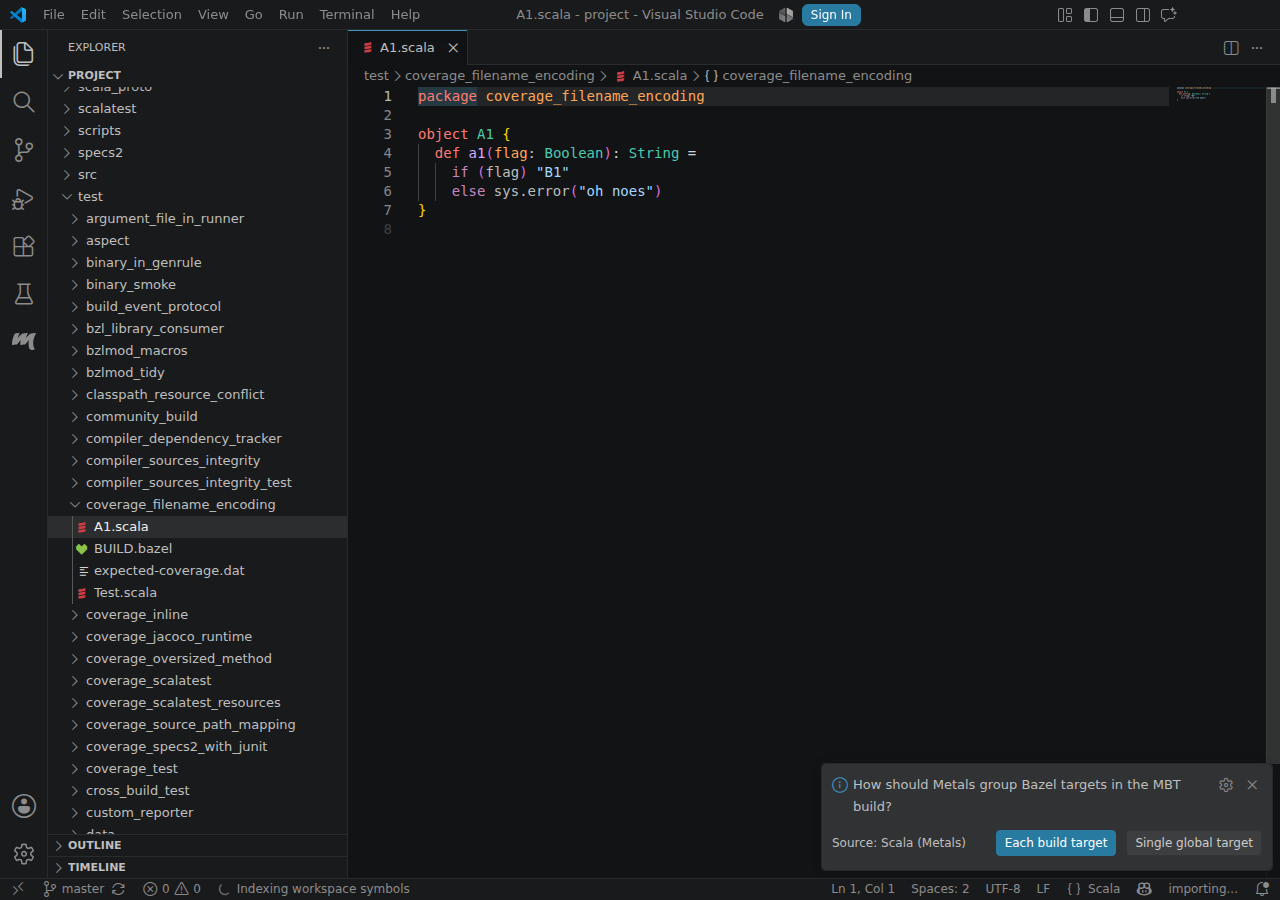 File Edit Selection View Go Run Terminal Help
A1.scala - project - Visual Studio Code
Sign In
EXPLORER
PROJECT
scala_proto
scalatest
scripts
specs2
src
test
argument_file_in_runner
aspect
binary_in_genrule
binary_smoke
build_event_protocol
bzl_library_consumer
bzlmod_macros
bzlmod_tidy
classpath_resource_conflict
community_build
compiler_dependency_tracker
compiler_sources_integrity
compiler_sources_integrity_test
coverage_filename_encoding
A1.scala
BUILD.bazel
expected-coverage.dat
Test.scala
coverage_inline
coverage_jacoco_runtime
coverage_oversized_method
coverage_scalatest
coverage_scalatest_resources
coverage_source_path_mapping
coverage_specs2_with_junit
coverage_test
cross_build_test
custom_reporter
data
OUTLINE
TIMELINE
A1.scala
test > coverage_filename_encoding > A1.scala > { } coverage_filename_encoding
1 package coverage_filename_encoding
2
3 object A1 {
4 def a1(flag: Boolean): String =
5 if (flag) "B1"
6 else sys.error("oh noes")
7 }
8
How should Metals group Bazel targets in the MBT
build?
Source: Scala (Metals)
Each build target
Single global target
master 0 0 Indexing workspace symbols
Ln 1, Col 1 Spaces: 2 UTF-8 LF { } Scala importing...